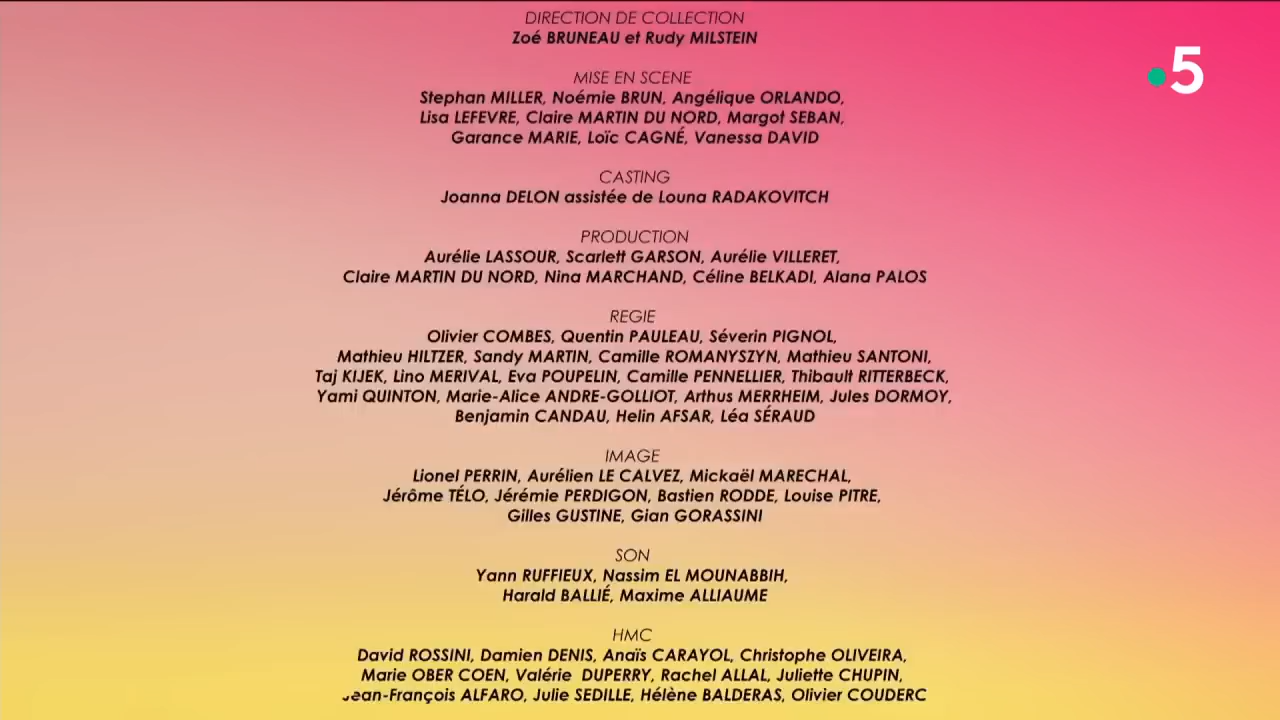 DIRECTION DE COLLECTION
Zoé BRUNEAU et Rudy MILSTEIN
5
MISE EN SCENE
Stephan MILLER, Noémie BRUN, Angélique ORLANDO,
Lisa LEFEVRE, Claire MARTIN DU NORD, Margot SEBAN,
Garance MARIE, Loïc CAGNÉ, Vanessa DAVID
CASTING
Joanna DELON assistée de Louna RADAKOVITCH
PRODUCTION
Aurélie LASSOUR, Scarlett GARSON, Aurélie VILLERET,
Claire MARTIN DU NORD, Nina MARCHAND, Céline BELKADI, Alana PALOS
REGIE
Olivier COMBES, Quentin PAULEAU, Séverin PIGNOL,
Mathieu HILTZER, Sandy MARTIN, Camille ROMANYSZYN, Mathieu SANTONI,
Taj KIJEK, Lino MERIVAL, Eva POUPELIN, Camille PENNELLIER, Thibault RITTERBECK,
Yami QUINTON, Marie-Alice ANDRE-GOLLIOT, Arthus MERRHEIM, Jules DORMOY,
Benjamin CANDAU, Helin AFSAR, Léa SÉRAUD
IMAGE
Lionel PERRIN, Aurélien LE CALVEZ, Mickaël MARECHAL,
Jérôme TÉLO, Jérémie PERDIGON, Bastien RODDE, Louise PITRE,
Gilles GUSTINE, Gian GORASSINI
SON
Yann RUFFIEUX, Nassim EL MOUNABBIH,
Harald BALLIÉ, Maxime ALLIAUME
HMC
David ROSSINI, Damien DENIS, Anaïs CARAYOL, Christophe OLIVEIRA,
Marie OBER COEN, Valérie  DUPERRY, Rachel ALLAL, Juliette CHUPIN,
Jean-François ALFARO, Julie SEDILLE, Hélène BALDERAS, Olivier COUDERC